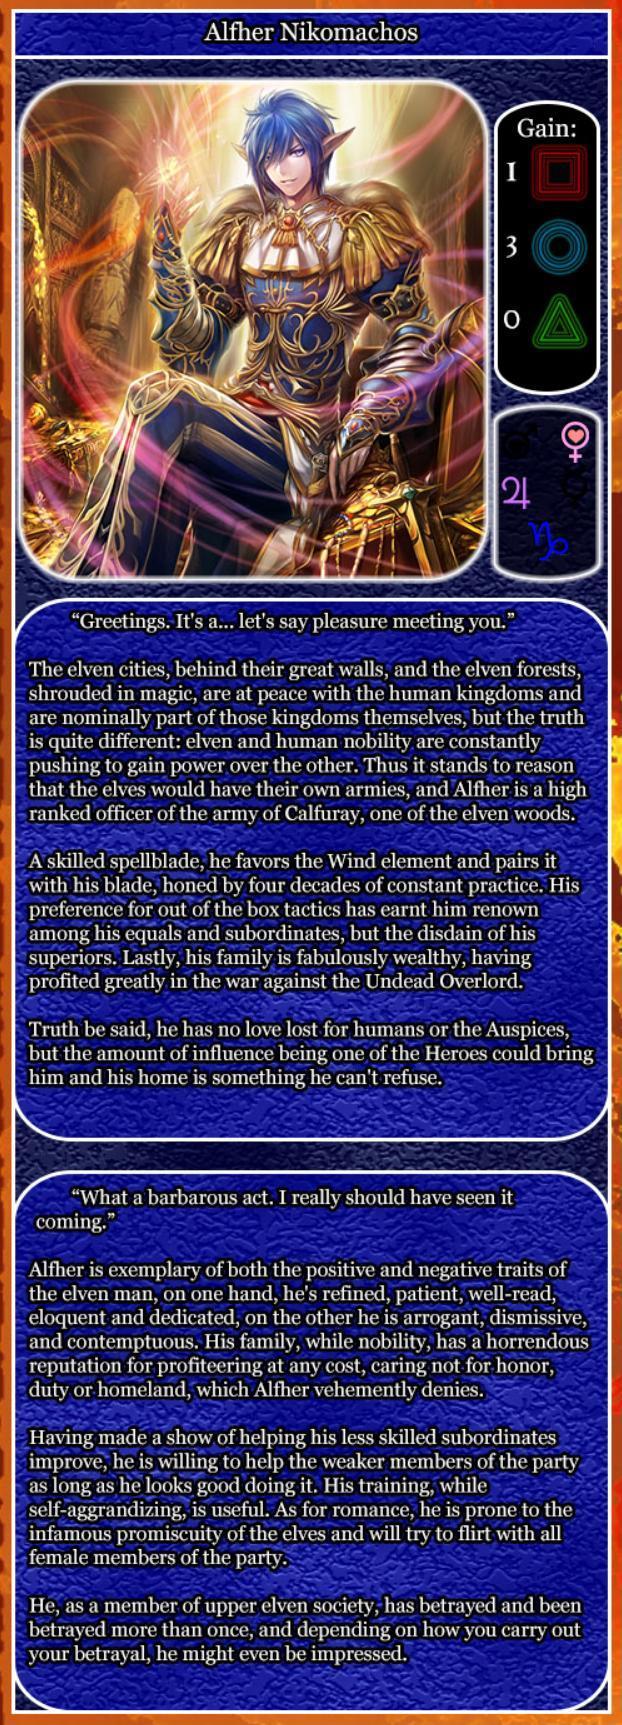 Alfher Nikomachos
Gain:
1
3
0
“Greetings. It's a... let's say pleasure meeting you.”
The elven cities, behind their great walls, and the elven forests,
shrouded in magic, are at peace with the human kingdoms and
are nominally part of those kingdoms themselves, but the truth
is quite different: elven and human nobility are constantly
pushing to gain power over the other. Thus it stands to reason
that the elves would have their own armies, and Alfher is a high
ranked officer of the army of Calfuray, one of the elven woods.
A skilled spellblade, he favors the Wind element and pairs it
with his blade, honed by four decades of constant practice. His
preference for out of the box tactics has earnt him renown
among his equals and subordinates, but the disdain of his
superiors. Lastly, his family is fabulously wealthy, having
profited greatly in the war against the Undead Overlord.
Truth be said, he has no love lost for humans or the Auspices,
but the amount of influence being one of the Heroes could bring
him and his home is something he can't refuse.
“What a barbarous act. I really should have seen it
coming.”
Alfher is exemplary of both the positive and negative traits of
the elven man, on one hand, he's refined, patient, well-read,
eloquent and dedicated, on the other he is arrogant, dismissive,
and contemptuous. His family, while nobility, has a horrendous
reputation for profiteering at any cost, caring not for honor,
duty or homeland, which Alfher vehemently denies.
Having made a show of helping his less skilled subordinates
improve, he is willing to help the weaker members of the party
as long as he looks good doing it. His training, while
self-aggrandizing, is useful. As for romance, he is prone to the
infamous promiscuity of the elves and will try to flirt with all
female members of the party.
He, as a member of upper elven society, has betrayed and been
betrayed more than once, and depending on how you carry out
your betrayal, he might even be impressed.